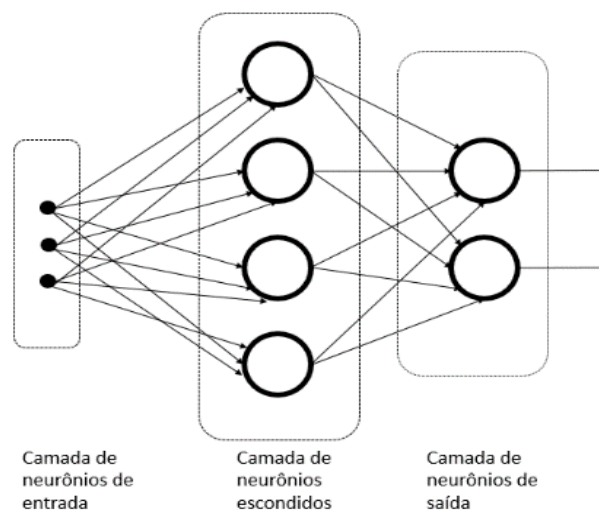 Camada de
neurônios de
entrada
Camada de
neurônios
escondidos
Camada de
neurônios de
saída